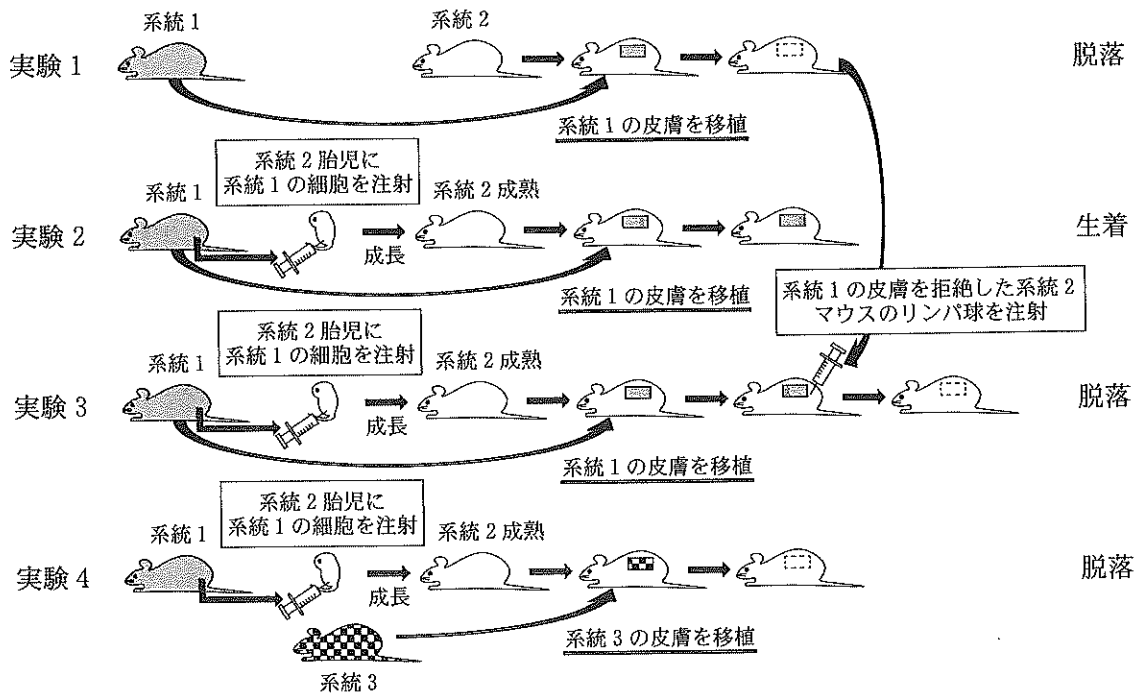 系統1
系統2
実験1
脱落
系統1の皮膚を移植
系統2胎児に
系統1の細胞を注射
系統1
系統2成熟
実験2
成長
生着
系統1の皮膚を移植
系統1の皮膚を拒絶した系統2
マウスのリンパ球を注射
系統2胎児に
系統1の細胞を注射
系統1
系統2成熟
実験3
成長
脱落
系統1の皮膚を移植
系統2胎児に
系統1の細胞を注射
系統1
系統2成熟
実験4
成長
脱落
系統3の皮膚を移植
系統3